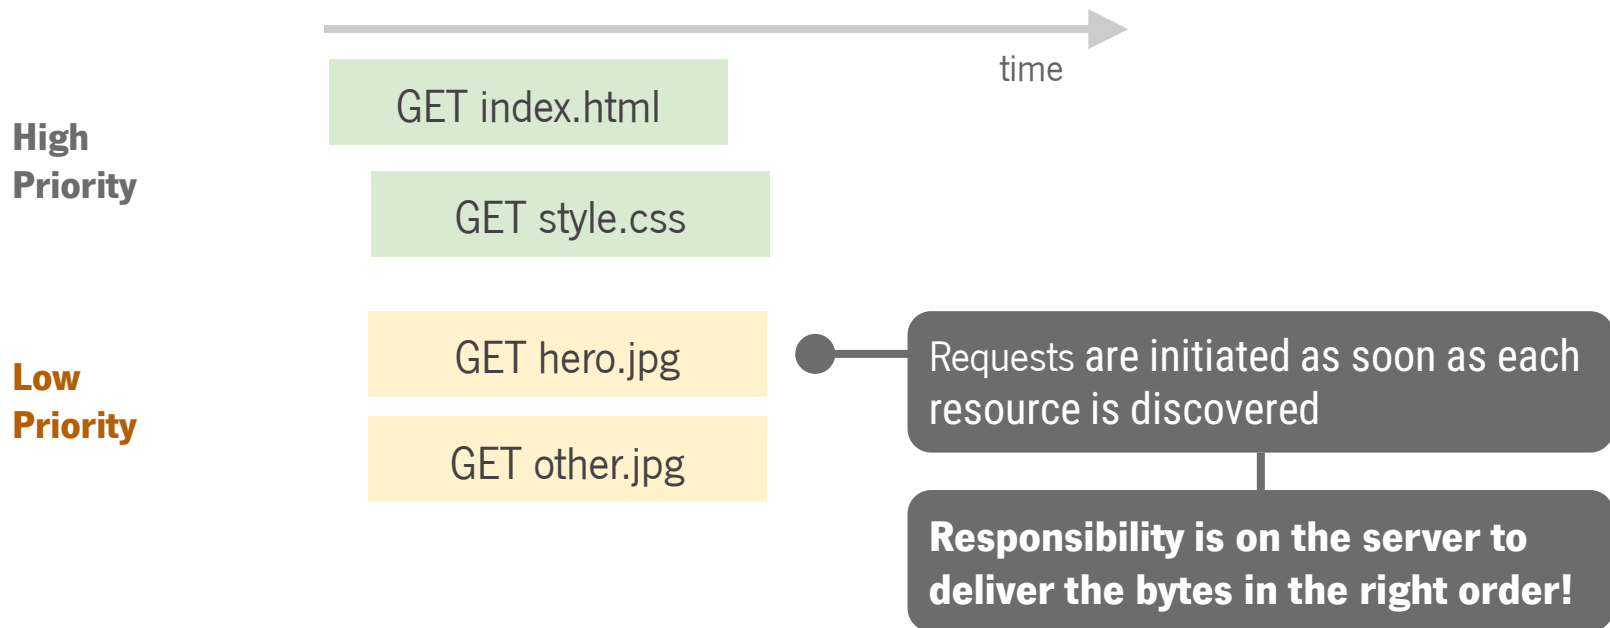 time
High
Priority
GET index.html
GET style.css
Low
Priority
GET hero.jpg
GET other.jpg
Requests are initiated as soon as each
resource is discovered
Responsibility is on the server to
deliver the bytes in the right order!